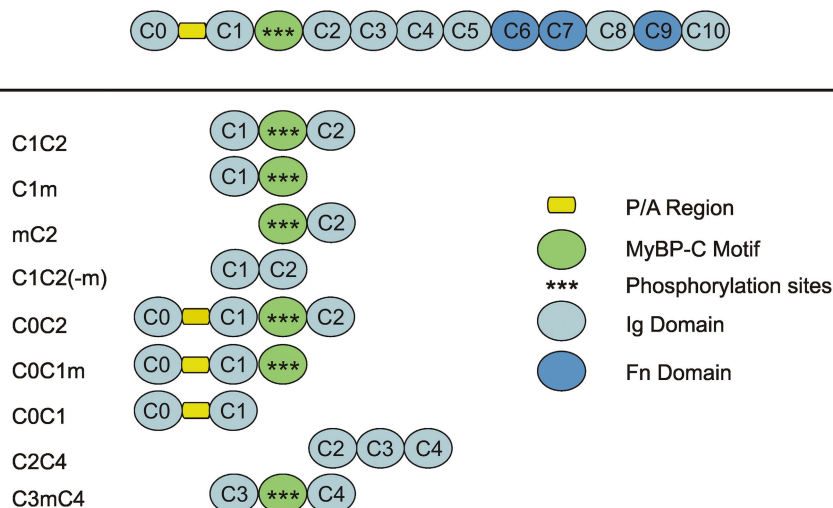 C0 C1 *** C2 C3 C4 C5 C6 C7 C8 C9 C10
C1C2 C1 *** C2
C1m C1 ***
mC2 *** C2
C1C2(-m) C1 C2
C0C2 C0 C1 *** C2
C0C1m C0 C1 ***
C0C1 C0 C1
C2C4 C2 C3 C4
C3mC4 C3 *** C4
P/A Region
MyBP-C Motif
*** Phosphorylation sites
Ig Domain
Fn Domain